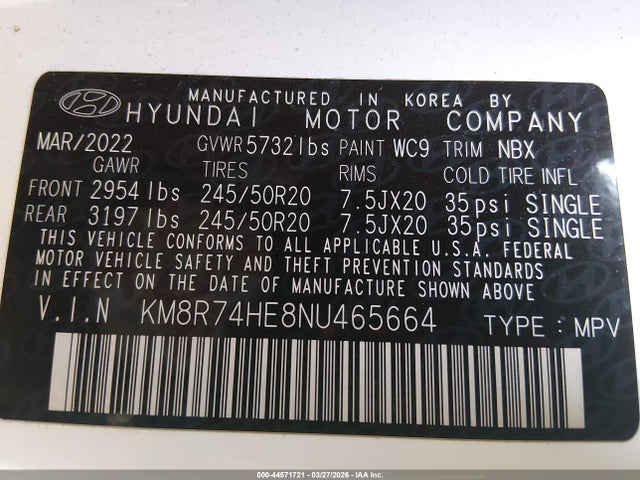 MANUFACTURED IN KOREA BY
HYUNDAI MOTOR COMPANY
MAR/2022 GVWR 5732 lbs PAINT WC9 TRIM NBX
GAWR TIRES RIMS COLD TIRE INFL
FRONT 2954 lbs 245/50R20 7.5JX20 35psi SINGLE
REAR 3197 lbs 245/50R20 7.5JX20 35psi SINGLE
THIS VEHICLE CONFORMS TO ALL APPLICABLE U.S.A. FEDERAL
MOTOR VEHICLE SAFETY AND THEFT PREVENTION STANDARDS
IN EFFECT ON THE DATE OF MANUFACTURE SHOWN ABOVE
V.I.N KM8R74HE8NU465664 TYPE : MPV
000-44571721 - 03/27/2026 - IAA Inc.